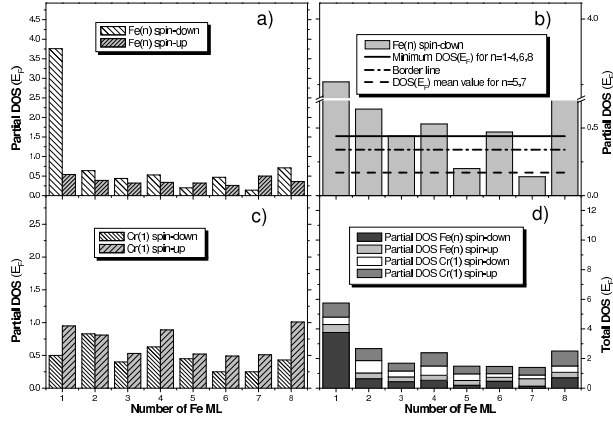 a)
Fe(n) spin-down
Fe(n) spin-up
Partial DOS (E_F)
4.5
4.0
3.5
3.0
2.5
2.0
1.5
1.0
0.5
0.0
b)
Fe(n) spin-down
Minimum DOS(E_F) for n=1-4,6,8
Border line
DOS(E_F) mean value for n=5,7
4.0
0.5
0.0
Partial DOS (E_F)
c)
Cr(1) spin-down
Cr(1) spin-up
Partial DOS (E_F)
2.5
2.0
1.5
1.0
0.5
0.0
1 2 3 4 5 6 7 8
Number of Fe ML
d)
Partial DOS Fe(n) spin-down
Partial DOS Fe(n) spin-up
Partial DOS Cr(1) spin-down
Partial DOS Cr(1) spin-up
12
10
8
6
4
2
0
Total DOS (E_F)
1 2 3 4 5 6 7 8
Number of Fe ML